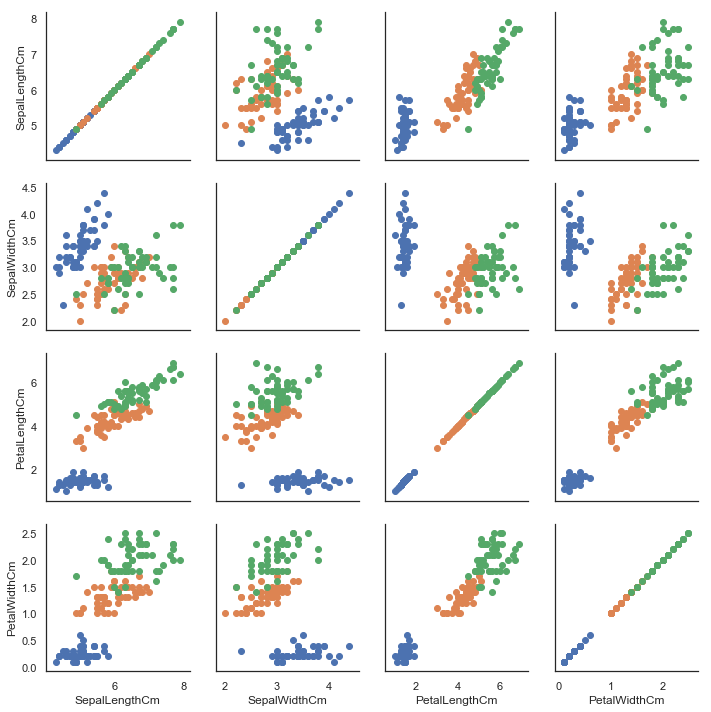 SepalLengthCm
8
7
6
5
SepalWidthCm
4.5
4.0
3.5
3.0
2.5
2.0
PetalLengthCm
6
4
2
PetalWidthCm
2.5
2.0
1.5
1.0
0.5
0.0
6 8
2 3 4
2 4 6
0 1 2
SepalLengthCm SepalWidthCm PetalLengthCm PetalWidthCm